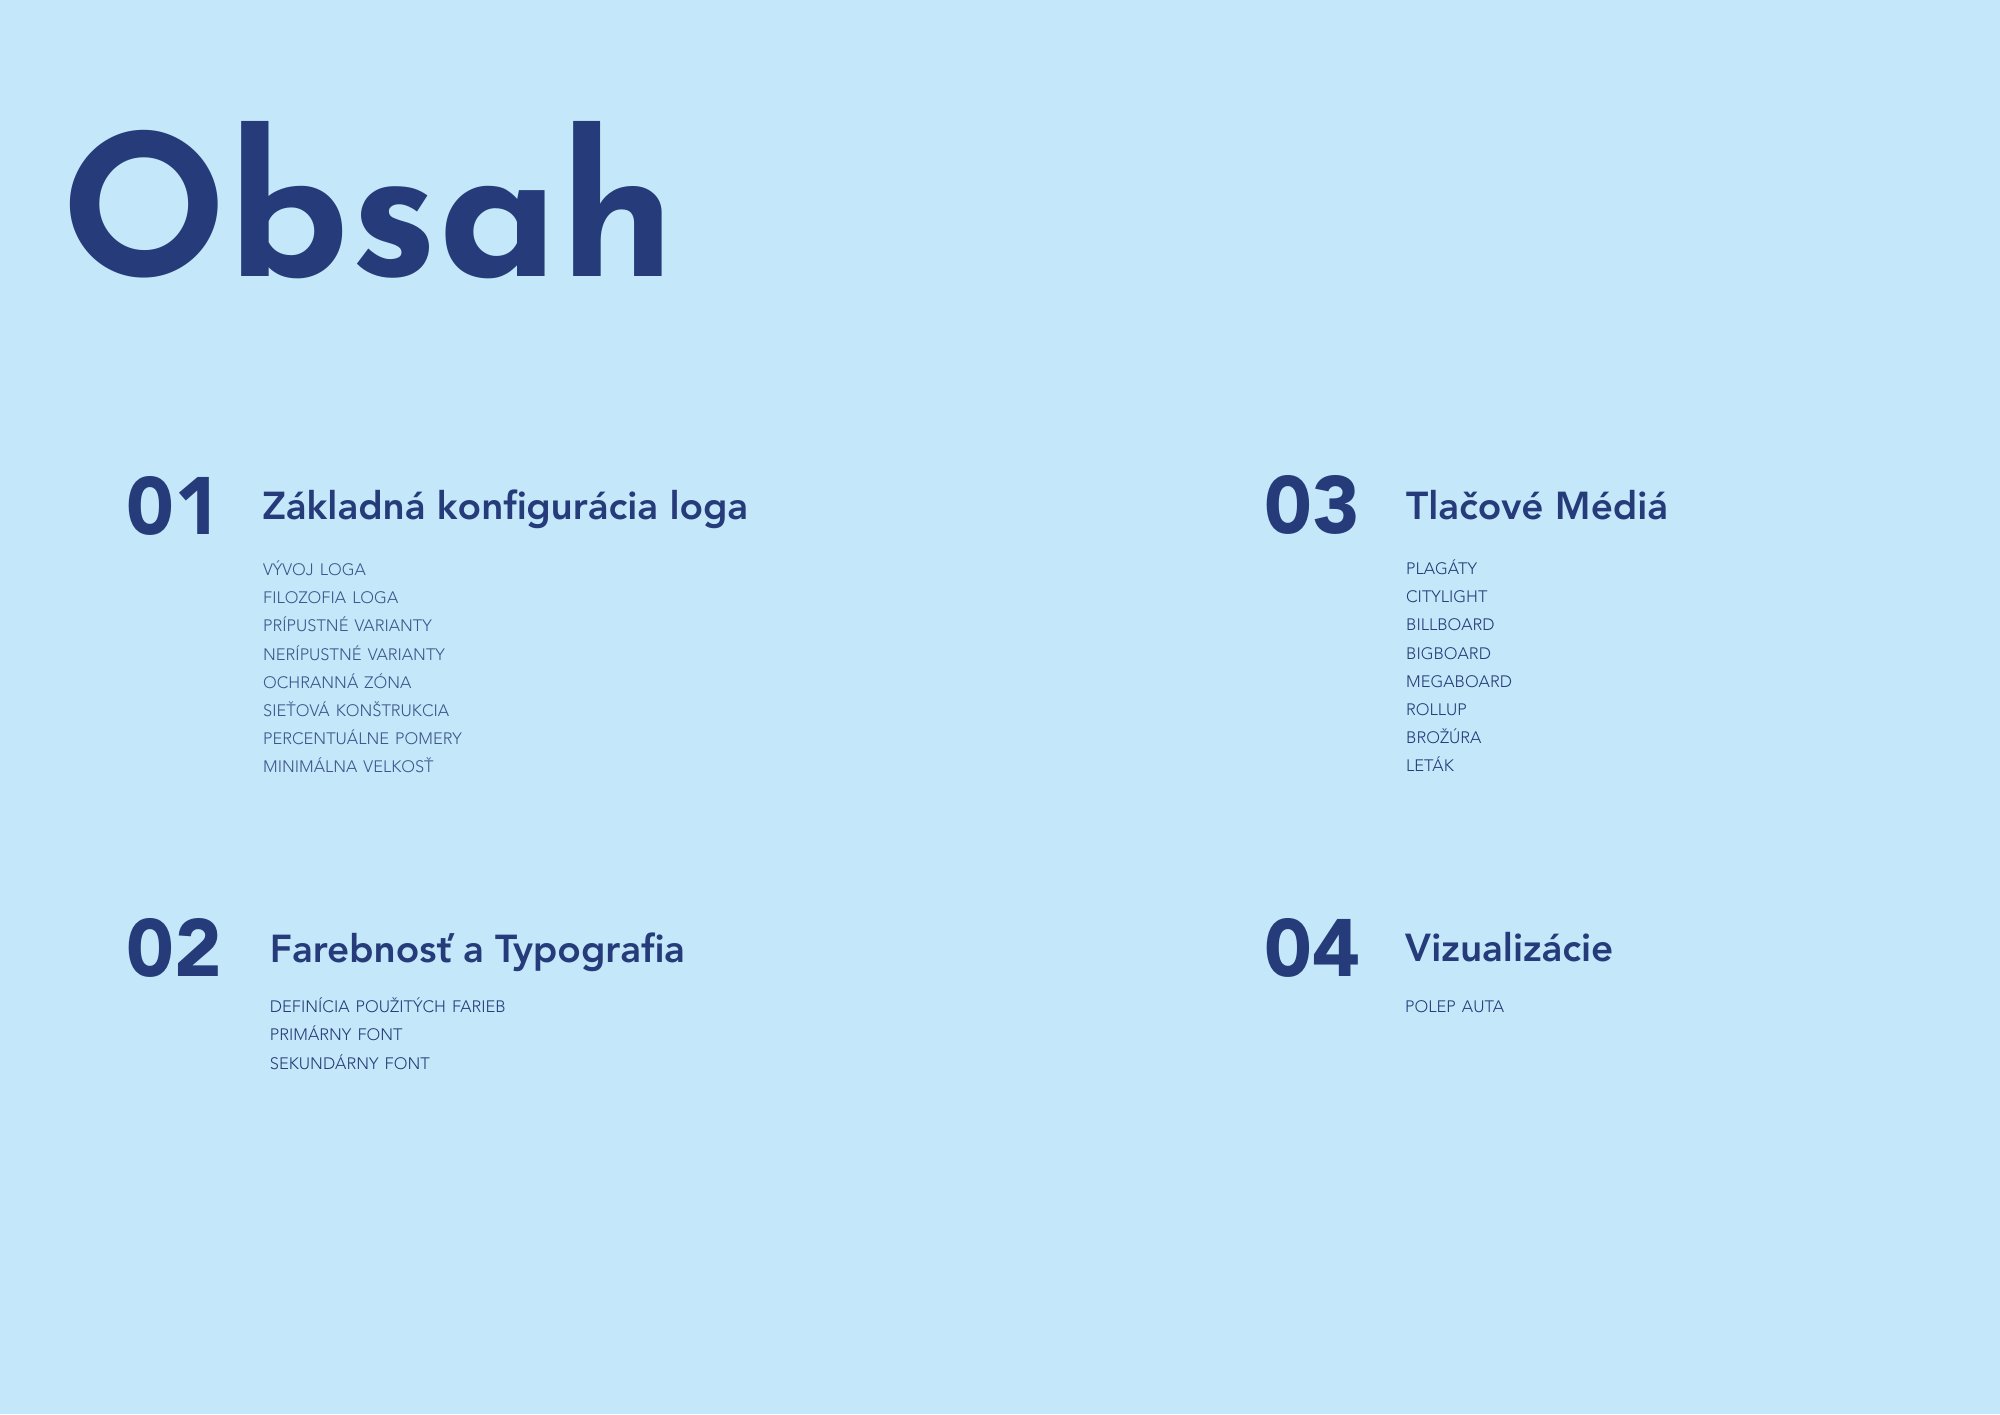 Obsah
01 Základná konfigurácia loga
VÝVOJ LOGA
FILOZOFIA LOGA
PRÍPUSTNÉ VARIANTY
NERÍPUSTNÉ VARIANTY
OCHRANNÁ ZÓNA
SIEŤOVÁ KONŠTRUKCIA
PERCENTUÁLNE POMERY
MINIMÁLNA VELKOSŤ
02 Farebnosť a Typografia
DEFINÍCIA POUŽITÝCH FARIEB
PRIMÁRNY FONT
SEKUNDÁRNY FONT
03 Tlačové Médiá
PLAGÁTY
CITYLIGHT
BILLBOARD
BIGBOARD
MEGABOARD
ROLLUP
BROŽÚRA
LETÁK
04 Vizualizácie
POLEP AUTA